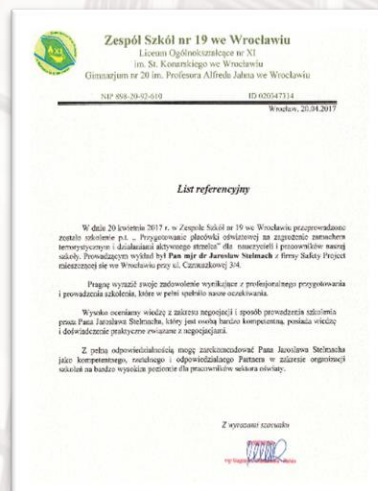 Zespół Szkół nr 19 we Wrocławiu
Liceum Ogólnokształcące nr XI
im. St. Konarskiego we Wrocławiu
Gimnazjum nr 20 im. Profesora Alfreda Jahna we Wrocławiu
NIP 898-20-92-610 ID 020347314
Wrocław, 20.04.2017
List referencyjny
W dniu 20 kwietnia 2017 r. w Zespole Szkół nr 19 we Wrocławiu przeprowadzone
zostało szkolenie p.t. „ Przygotowanie placówki oświatowej na zagrożenie zamachem
terrorystycznym i działaniami aktywnego strzelca" dla nauczycieli i pracowników naszej
szkoły. Prowadzącym wykład był Pan mjr dr Jarosław Stelmach z firmy Safety Project
mieszczącej się we Wrocławiu przy ul. 3/4.
Pragnę wyrazić swoje zadowolenie wynikające z profesjonalnego przygotowania
i prowadzenia szkolenia, które w pełni spełniło nasze oczekiwania.
Wysoko oceniamy wiedzę z zakresu negocjacji i sposób prowadzenia szkolenia
przez Pana Jarosława Stelmacha, który jest osobą bardzo kompetentną, posiada wiedzę
i doświadczenie praktyczne związane z negocjacjami.
Z pełną odpowiedzialnością mogę zarekomendować Pana Jarosława Stelmacha
jako kompetentnego, rzetelnego i odpowiedzialnego Partnera w zakresie organizacji
szkoleń na bardzo wysokim poziomie dla pracowników sektora oświaty.
Z wyrazami szacunku